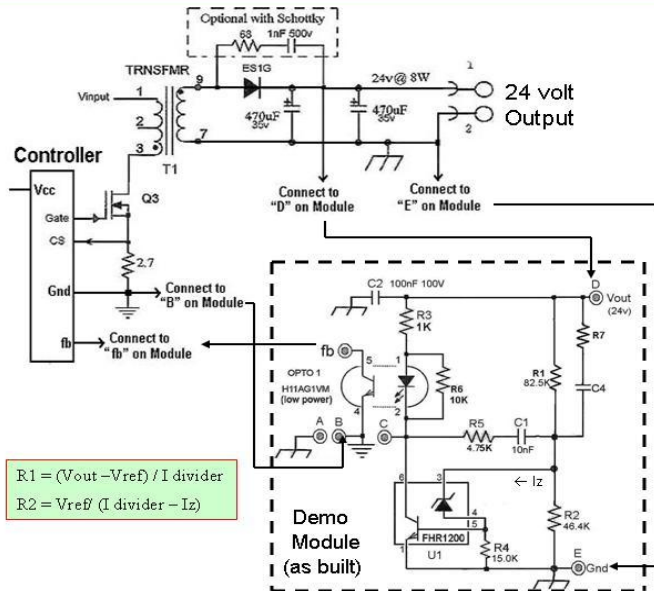 Optional with Schottky
68
1nF 500v
TRNSFMR
9
ES1G
24v@ 8W
1
24 volt
Output
Vinput
1
2
3
470uF
35v
470uF
35v
7
2
T1
Controller
Vcc
Q3
Gate
CS
2.7
Gnd
fb
Connect to
"D" on Module
Connect to
"E" on Module
Connect to
"B" on Module
Connect to
"fb" on Module
C2
100nF 100V
D
Vout
(24v)
R3
1K
R7
fb
5
1
OPTO 1
H11AG1VM
(low power)
R6
10K
R1
82.5K
C4
4
2
A
B
C
R5
4.75K
C1
10nF
← Iz
6
3
4
5
FHR1200
1
U1
R4
15.0K
R2
46.4K
E
Gnd
Demo
Module
(as built)
R1 = (Vout –Vref) / I divider
R2 = Vref/ (I divider – Iz)